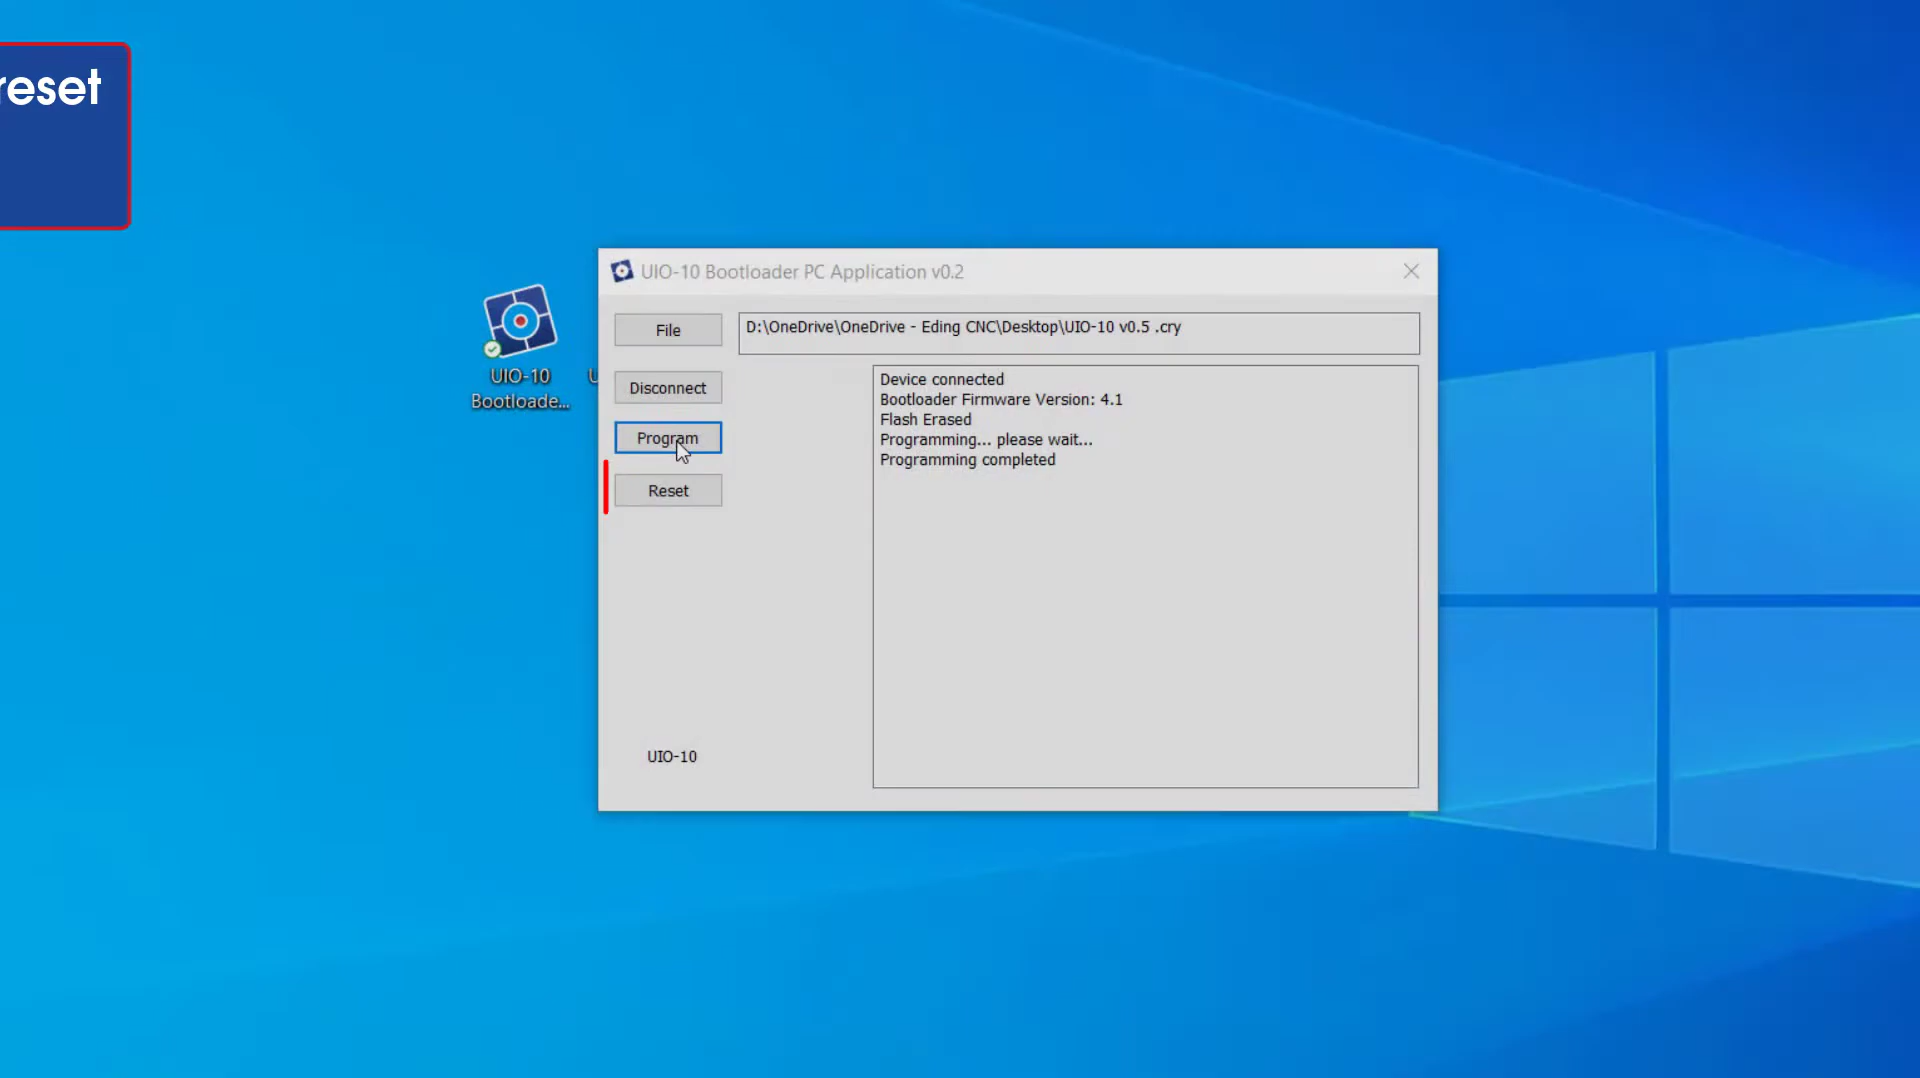 reset
UIO-10 Bootloader PC Application v0.2
File
D:\OneDrive\OneDrive - Eding CNC\Desktop\UIO-10 v0.5 .cry
UIO-10
Bootloade...
U
Disconnect
Program
Reset
Device connected
Bootloader Firmware Version: 4.1
Flash Erased
Programming... please wait...
Programming completed
UIO-10